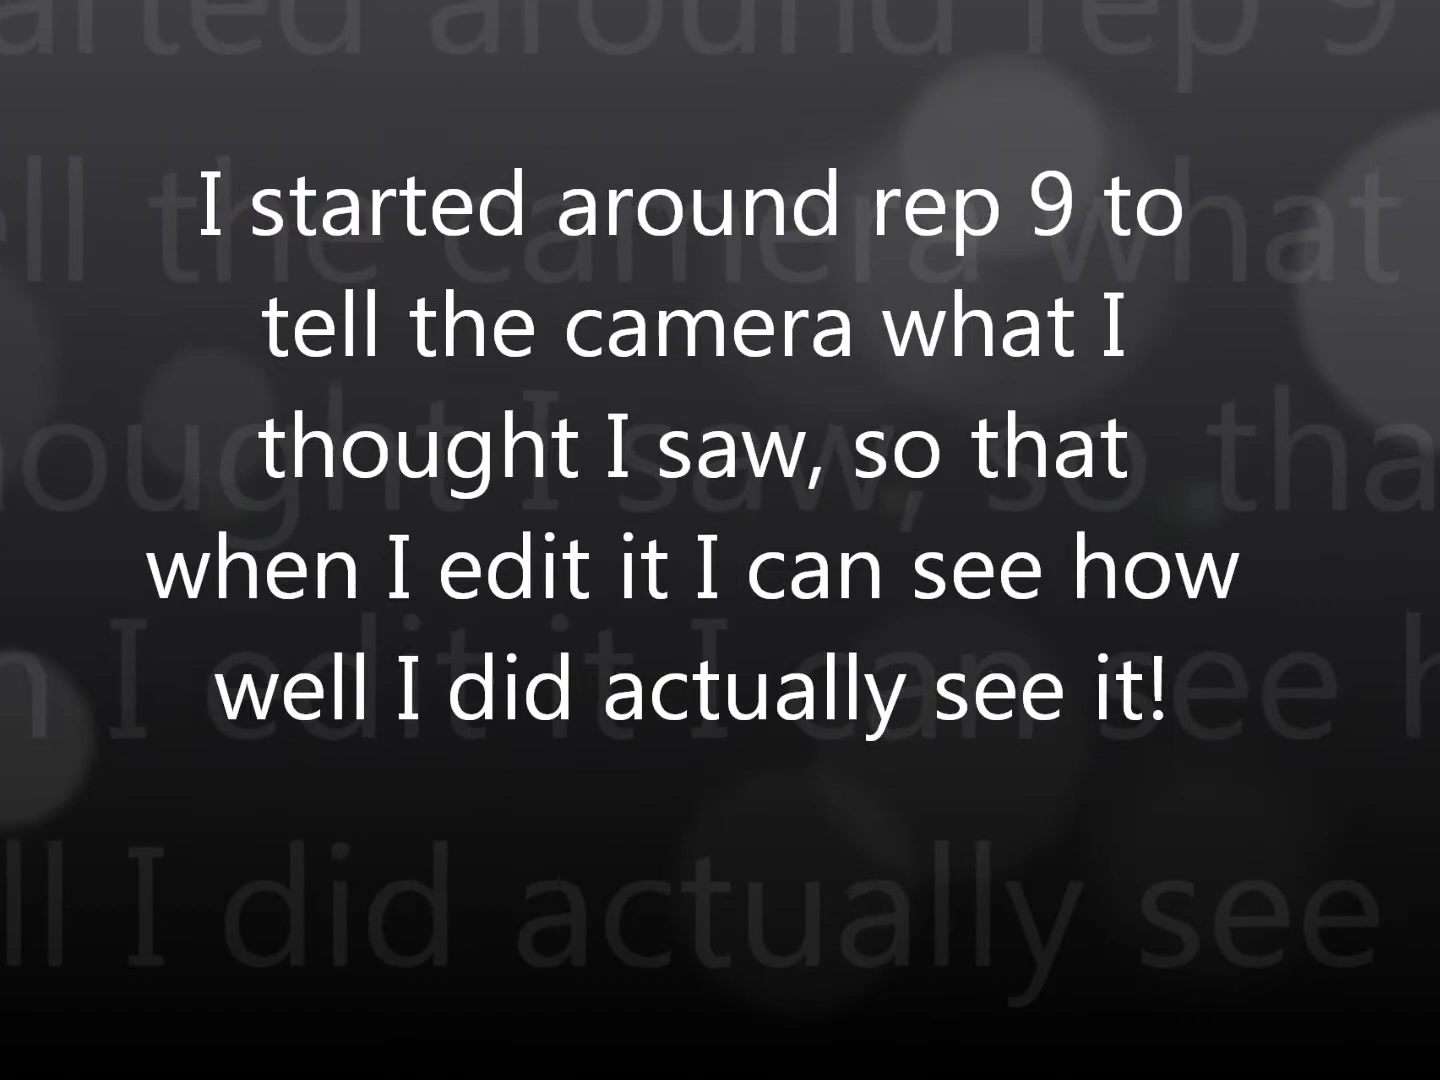 I started around rep 9 to
tell the camera what I
thought I saw, so that
when I edit it I can see how
well I did actually see it!